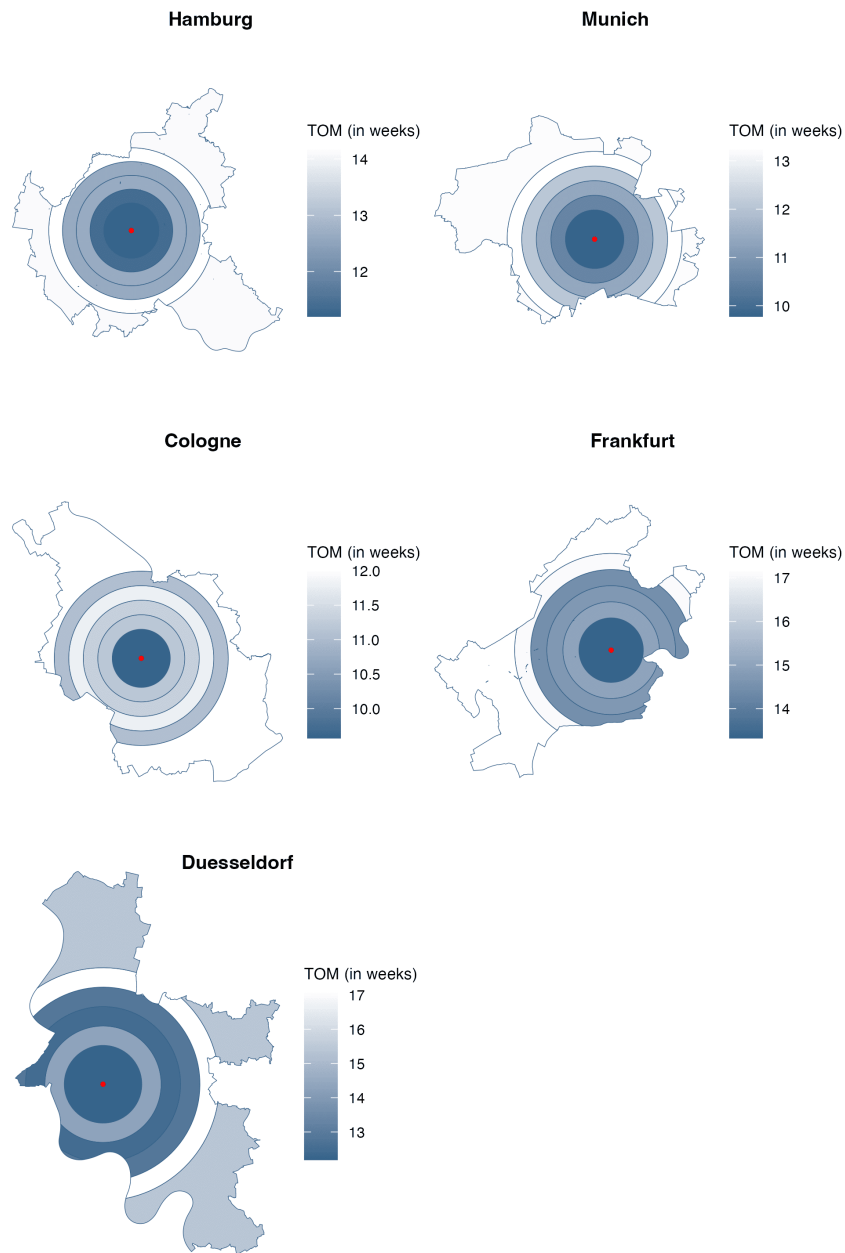 Hamburg
TOM (in weeks)
14
13
12
Munich
TOM (in weeks)
13
12
11
10
Cologne
TOM (in weeks)
12.0
11.5
11.0
10.5
10.0
Frankfurt
TOM (in weeks)
17
16
15
14
Duesseldorf
TOM (in weeks)
17
16
15
14
13